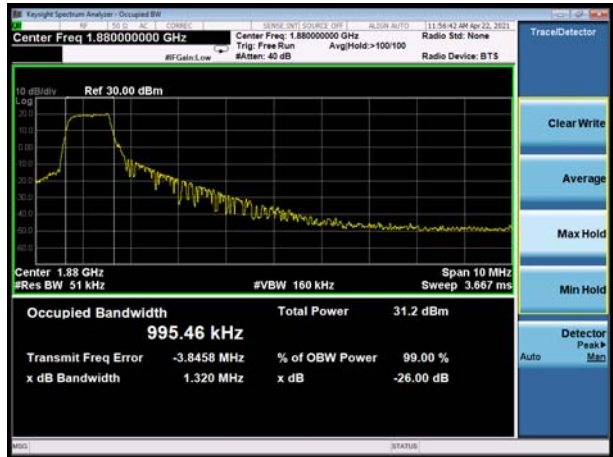 Keysight Spectrum Analyzer - Occupied BW
RF 50 Ω AC CORREC SENSE:INT SOURCE OFF ALIGN AUTO 11:56:42 AM Apr 22, 2021
Center Freq 1.880000000 GHz Center Freq: 1.880000000 GHz Radio Std: None Trace/Detector
Trig: Free Run Avg|Hold:>100/100
#IFGain:Low #Atten: 40 dB Radio Device: BTS
10 dB/div Ref 30.00 dBm
Log
20.0
10.0
0.00
Clear Write
Average
Max Hold
Center 1.88 GHz Span 10 MHz
#Res BW 51 kHz #VBW 160 kHz Sweep 3.667 ms
Min Hold
Occupied Bandwidth Total Power 31.2 dBm
995.46 kHz
Detector
Peak▶
Auto Man
Transmit Freq Error -3.8458 MHz % of OBW Power 99.00 %
x dB Bandwidth 1.320 MHz x dB -26.00 dB
MSG STATUS